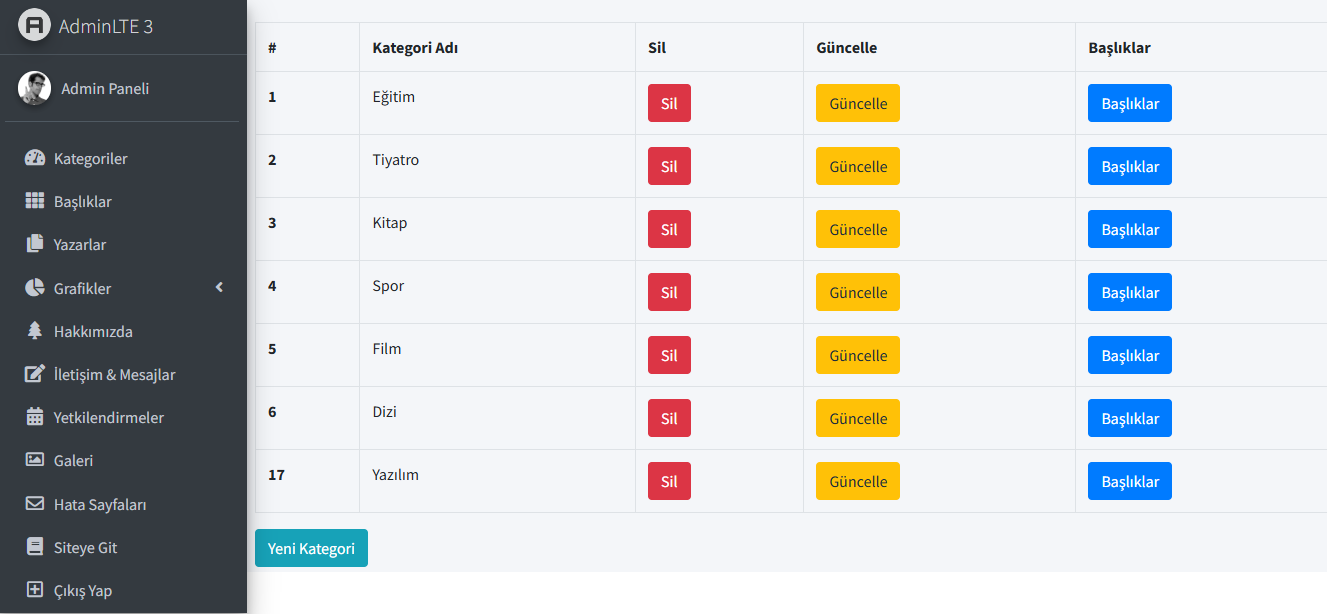 AdminLTE 3
Admin Paneli
Kategoriler
Başlıklar
Yazarlar
Grafikler
Hakkımızda
İletişim & Mesajlar
Yetkilendirmeler
Galeri
Hata Sayfaları
Siteye Git
Çıkış Yap
# Kategori Adı Sil Güncelle Başlıklar
1 Eğitim Sil Güncelle Başlıklar
2 Tiyatro Sil Güncelle Başlıklar
3 Kitap Sil Güncelle Başlıklar
4 Spor Sil Güncelle Başlıklar
5 Film Sil Güncelle Başlıklar
6 Dizi Sil Güncelle Başlıklar
17 Yazılım Sil Güncelle Başlıklar
Yeni Kategori